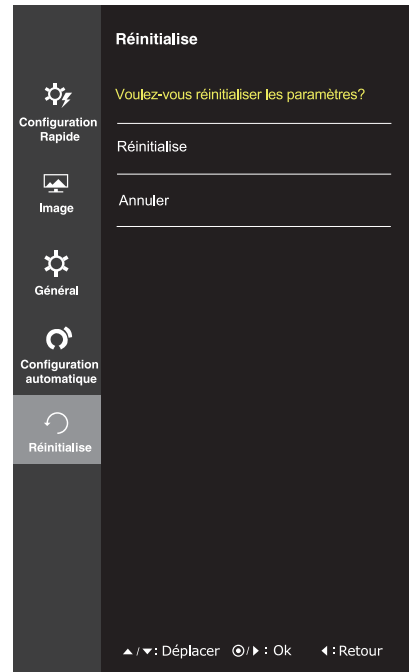 Réinitialise
Voulez-vous réinitialiser les paramètres?
Réinitialise
Annuler
Configuration
Rapide
Image
Général
Configuration
automatique
Réinitialise
▲/▼: Déplacer ⦿/▶: Ok ◀: Retour